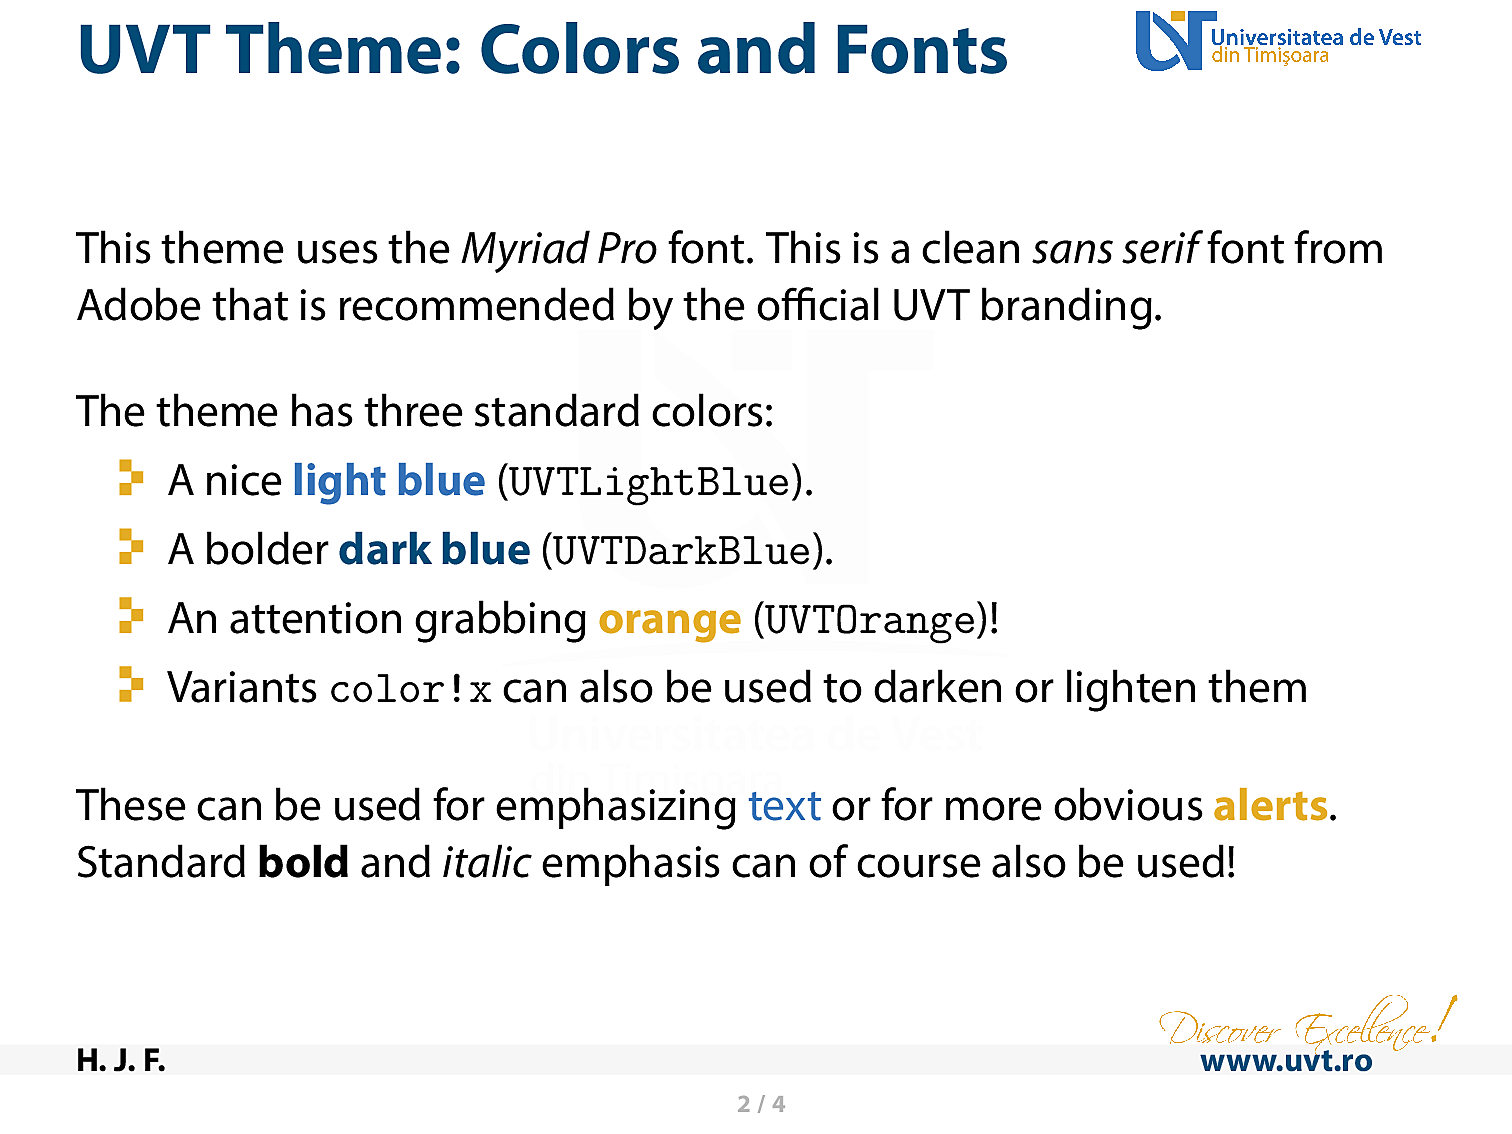 UVT Theme: Colors and Fonts
Universitatea de Vest
din Timișoara
This theme uses the Myriad Pro font. This is a clean sans serif font from
Adobe that is recommended by the official UVT branding.
The theme has three standard colors:
A nice light blue (UVTLightBlue).
A bolder dark blue (UVTDarkBlue).
An attention grabbing orange (UVTOrange)!
Variants color!x can also be used to darken or lighten them
Universitatea de Vest
din Timișoara
These can be used for emphasizing text or for more obvious alerts.
Standard bold and italic emphasis can of course also be used!
Discover Excellence!
H. J. F.
www.uvt.ro
2 / 4